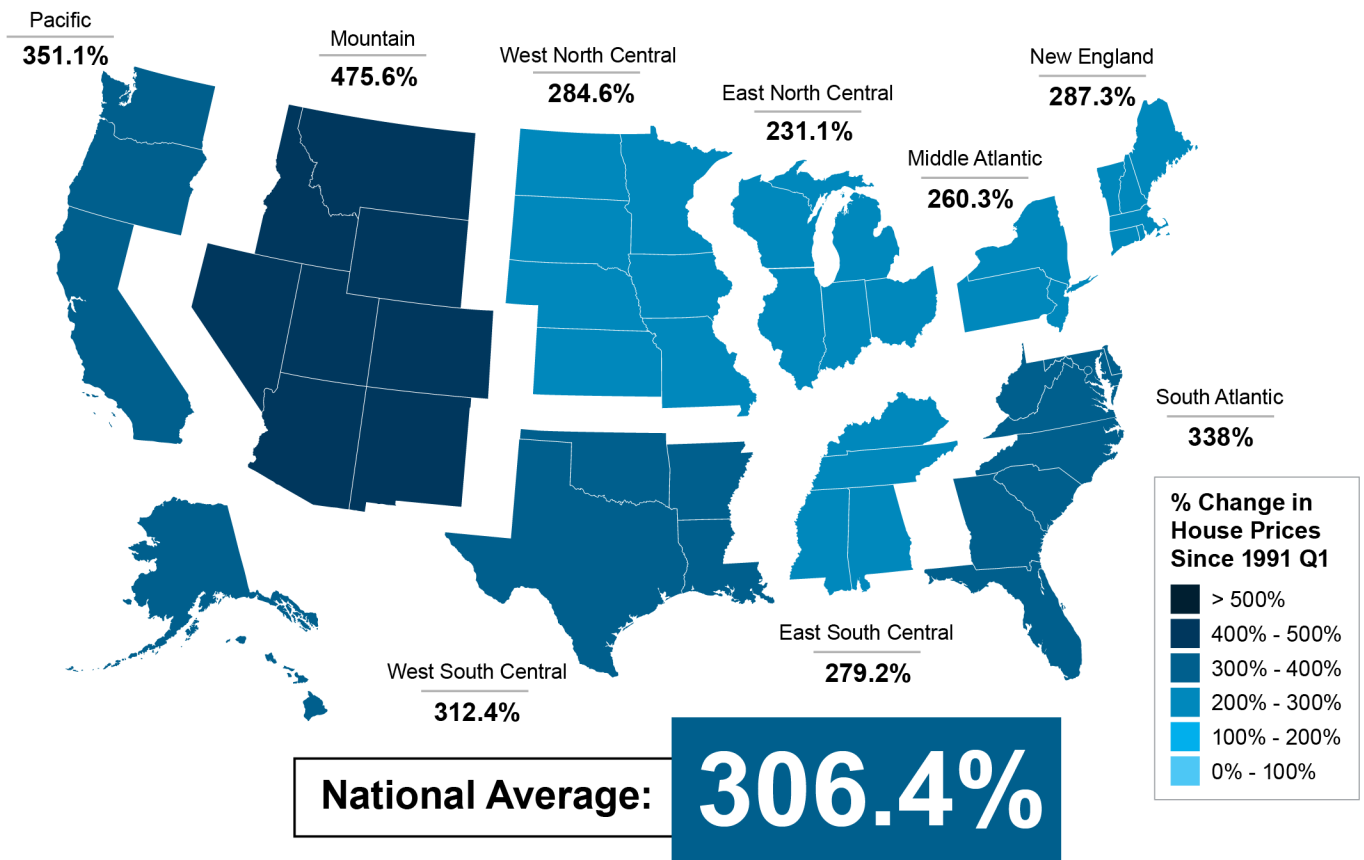 Pacific
351.1%
Mountain
475.6%
West North Central
284.6%
East North Central
231.1%
Middle Atlantic
260.3%
New England
287.3%
South Atlantic
338%
% Change in
House Prices
Since 1991 Q1
> 500%
400% - 500%
300% - 400%
200% - 300%
100% - 200%
0% - 100%
East South Central
279.2%
West South Central
312.4%
National Average:
306.4%